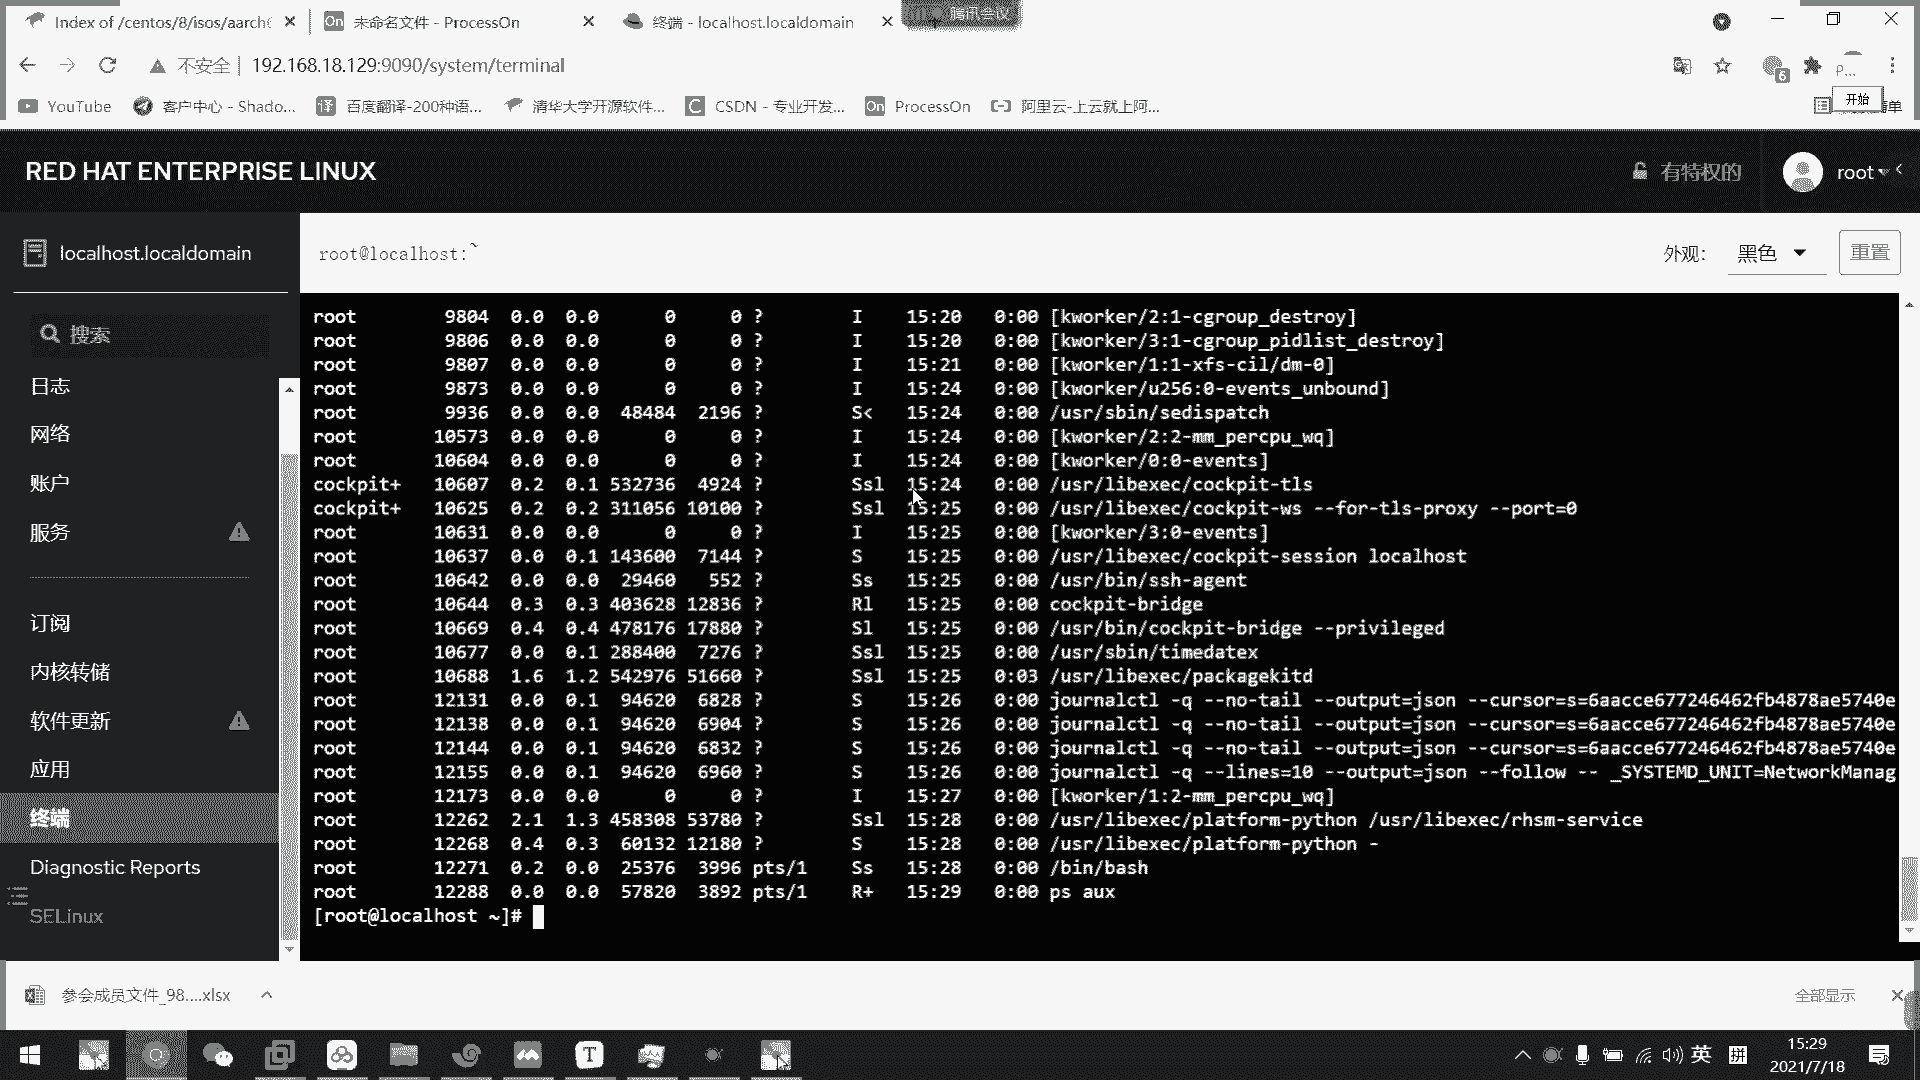 Index of /centos/8/isos/aarch6
未命名文件 - ProcessOn
终端 - localhost.localdomain
腾讯会议
不安全 192.168.18.129:9090/system/terminal
6
P...
YouTube
客户中心 - Shado...
百度翻译-200种语...
清华大学开源软件...
CSDN - 专业开发...
ProcessOn
阿里云-上云就上阿...
开始
RED HAT ENTERPRISE LINUX
有特权的
root
localhost.localdomain
root@localhost:~
外观:
黑色
重置
搜索
日志
网络
账户
服务
订阅
内核转储
软件更新
应用
终端
Diagnostic Reports
SELinux
root 9804 0.0 0.0 0 0 ? I 15:20 0:00 [kworker/2:1-cgroup_destroy]
root 9806 0.0 0.0 0 0 ? I 15:20 0:00 [kworker/3:1-cgroup_pidlist_destroy]
root 9807 0.0 0.0 0 0 ? I 15:21 0:00 [kworker/1:1-xfs-cil/dm-0]
root 9873 0.0 0.0 0 0 ? I 15:24 0:00 [kworker/u256:0-events_unbound]
root 9936 0.0 0.0 48484 2196 ? S< 15:24 0:00 /usr/sbin/sedispatch
root 10573 0.0 0.0 0 0 ? I 15:24 0:00 [kworker/2:2-mm_percpu_wq]
root 10604 0.0 0.0 0 0 ? I 15:24 0:00 [kworker/0:0-events]
cockpit+ 10607 0.2 0.1 532736 4924 ? Ssl 15:24 0:00 /usr/libexec/cockpit-tls
cockpit+ 10625 0.2 0.2 311056 10100 ? Ssl 15:25 0:00 /usr/libexec/cockpit-ws --for-tls-proxy --port=0
root 10631 0.0 0.0 0 0 ? I 15:25 0:00 [kworker/3:0-events]
root 10637 0.0 0.1 143600 7144 ? S 15:25 0:00 /usr/libexec/cockpit-session localhost
root 10642 0.0 0.0 29460 552 ? Ss 15:25 0:00 /usr/bin/ssh-agent
root 10644 0.3 0.3 403628 12836 ? Rl 15:25 0:00 cockpit-bridge
root 10669 0.4 0.4 478176 17880 ? Sl 15:25 0:00 /usr/bin/cockpit-bridge --privileged
root 10677 0.0 0.1 288400 7276 ? Ssl 15:25 0:00 /usr/sbin/timedatex
root 10688 1.6 1.2 542976 51660 ? Ssl 15:25 0:03 /usr/libexec/packagekitd
root 12131 0.0 0.1 94620 6828 ? S 15:26 0:00 journalctl -q --no-tail --output=json --cursor=s=6aacce677246462fb4878ae5740e
root 12138 0.0 0.1 94620 6904 ? S 15:26 0:00 journalctl -q --no-tail --output=json --cursor=s=6aacce677246462fb4878ae5740e
root 12144 0.0 0.1 94620 6832 ? S 15:26 0:00 journalctl -q --no-tail --output=json --cursor=s=6aacce677246462fb4878ae5740e
root 12155 0.0 0.1 94620 6960 ? S 15:26 0:00 journalctl -q --lines=10 --output=json --follow -- _SYSTEMD_UNIT=NetworkManag
root 12173 0.0 0.0 0 0 ? I 15:27 0:00 [kworker/1:2-mm_percpu_wq]
root 12262 2.1 1.3 458308 53780 ? Ssl 15:28 0:00 /usr/libexec/platform-python /usr/libexec/rhsm-service
root 12268 0.4 0.3 60132 12180 ? S 15:28 0:00 /usr/libexec/platform-python -
root 12271 0.2 0.0 25376 3996 pts/1 Ss 15:28 0:00 /bin/bash
root 12288 0.0 0.0 57820 3892 pts/1 R+ 15:29 0:00 ps aux
[root@localhost ~]#
参会成员文件_98....xlsx
全部显示
英
拼
15:29
2021/7/18